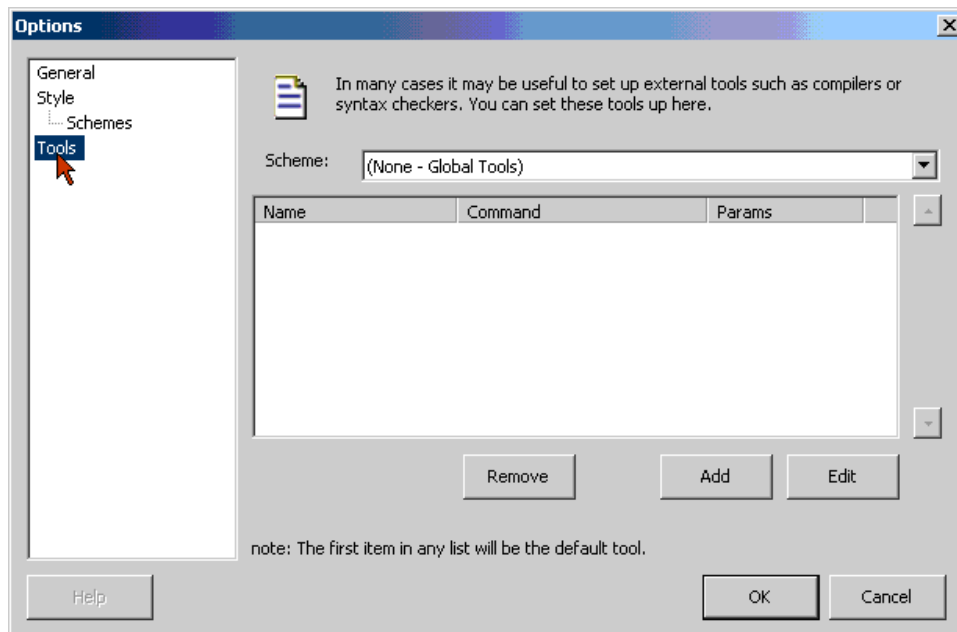 Options
General
Style
Schemes
Tools
In many cases it may be useful to set up external tools such as compilers or
syntax checkers. You can set these tools up here.
Scheme: (None - Global Tools)
Name Command Params
Remove Add Edit
note: The first item in any list will be the default tool.
Help OK Cancel